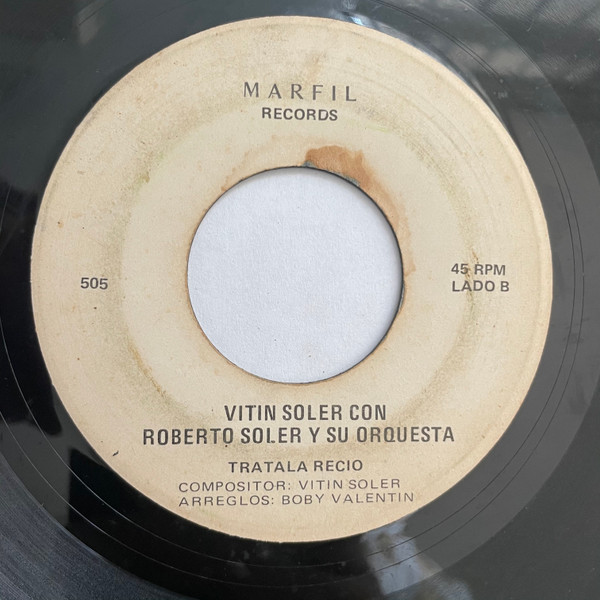 MARFIL
RECORDS
505
45 RPM
LADO B
VITIN SOLER CON
ROBERTO SOLER Y SU ORQUESTA
TRATALA RECIO
COMPOSITOR: VITIN SOLER
ARREGLOS: BOBY VALENTIN